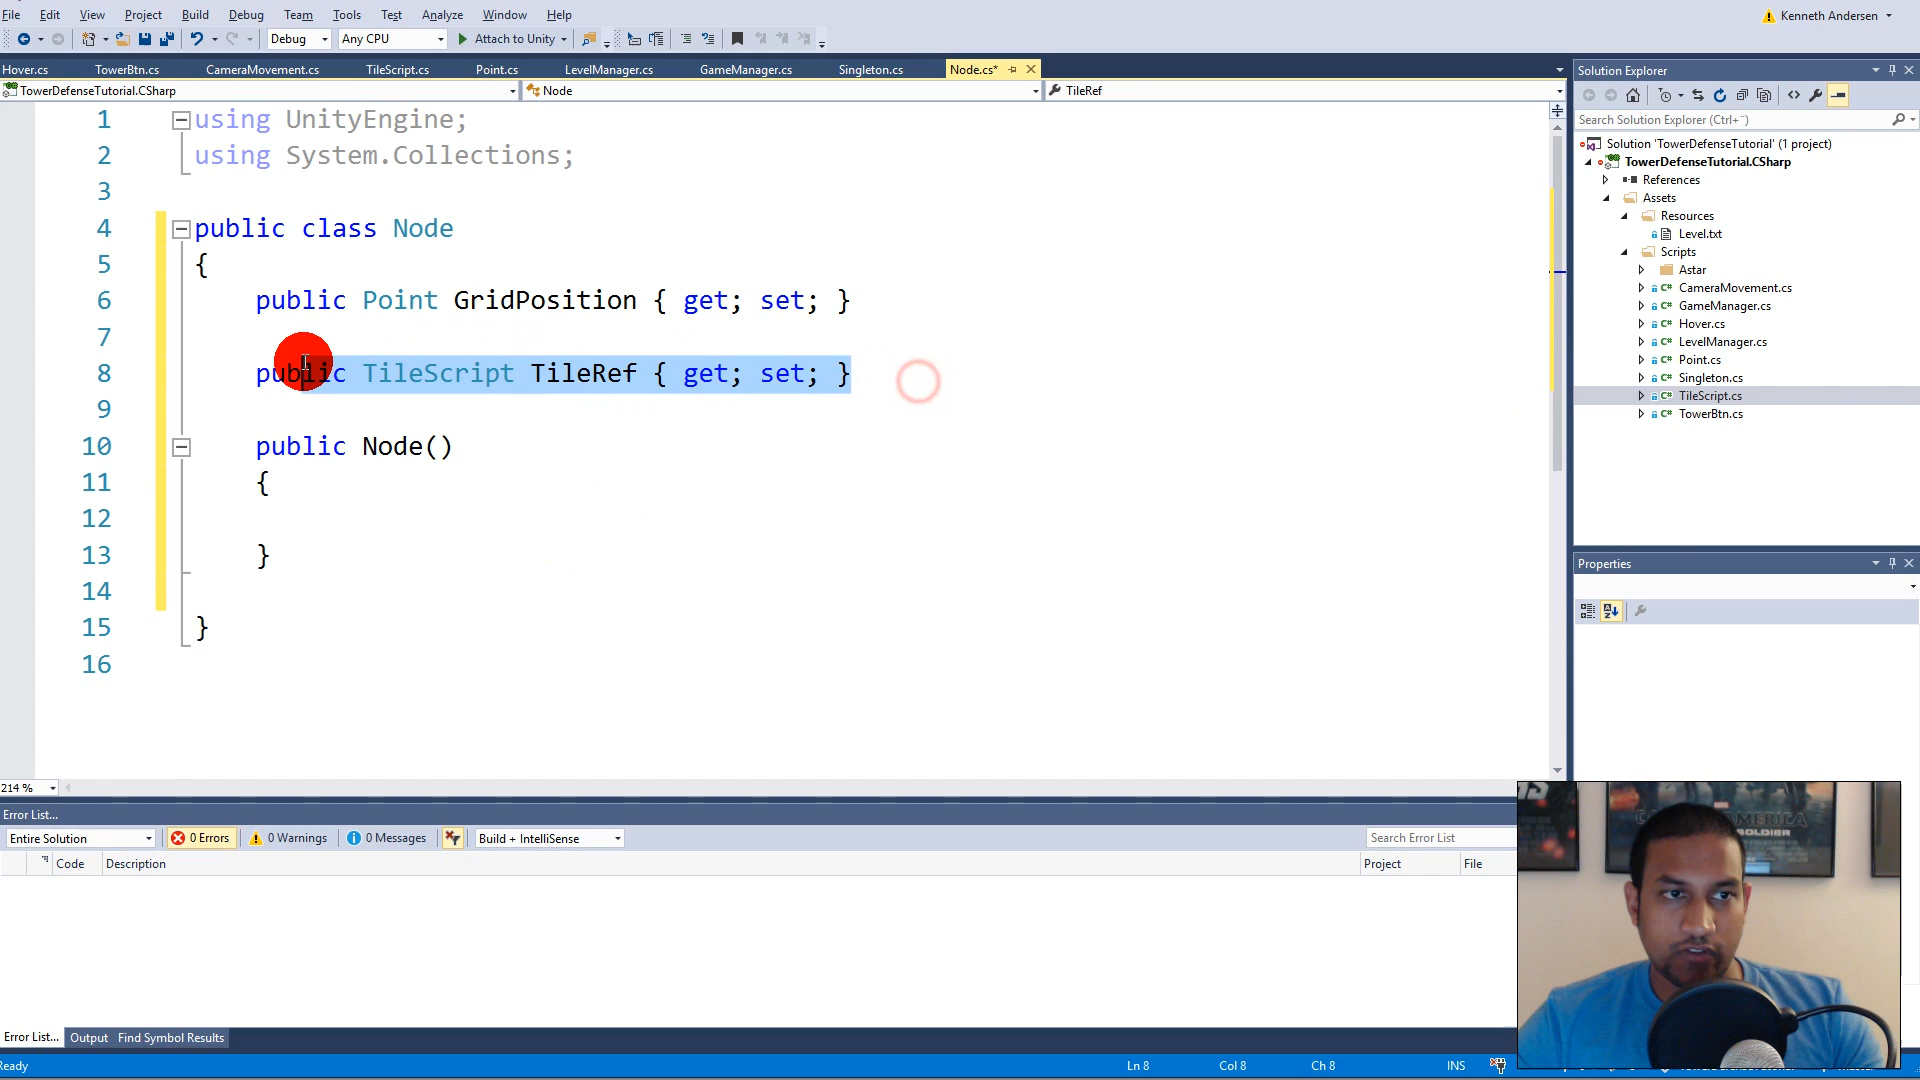 File Edit View Project Build Debug Team Tools Test Analyze Window Help
Kenneth Andersen
Debug Any CPU Attach to Unity
Hover.cs TowerBtn.cs CameraMovement.cs TileScript.cs Point.cs LevelManager.cs GameManager.cs Singleton.cs Node.cs*
TowerDefenseTutorial.CSharp Node TileRef
1 using UnityEngine;
2 using System.Collections;
3
4 public class Node
5 {
6 public Point GridPosition { get; set; }
7
8 public TileScript TileRef { get; set; }
9
10 public Node()
11 {
12
13 }
14
15 }
16
214 %
Solution Explorer
Search Solution Explorer (Ctrl+¨)
Solution 'TowerDefenseTutorial' (1 project)
TowerDefenseTutorial.CSharp
References
Assets
Resources
Level.txt
Scripts
Astar
CameraMovement.cs
GameManager.cs
Hover.cs
LevelManager.cs
Point.cs
Singleton.cs
TileScript.cs
TowerBtn.cs
Properties
Error List...
Entire Solution 0 Errors 0 Warnings 0 Messages Build + IntelliSense Search Error List
Code Description Project File
Error List... Output Find Symbol Results
Ready Ln 8 Col 8 Ch 8 INS